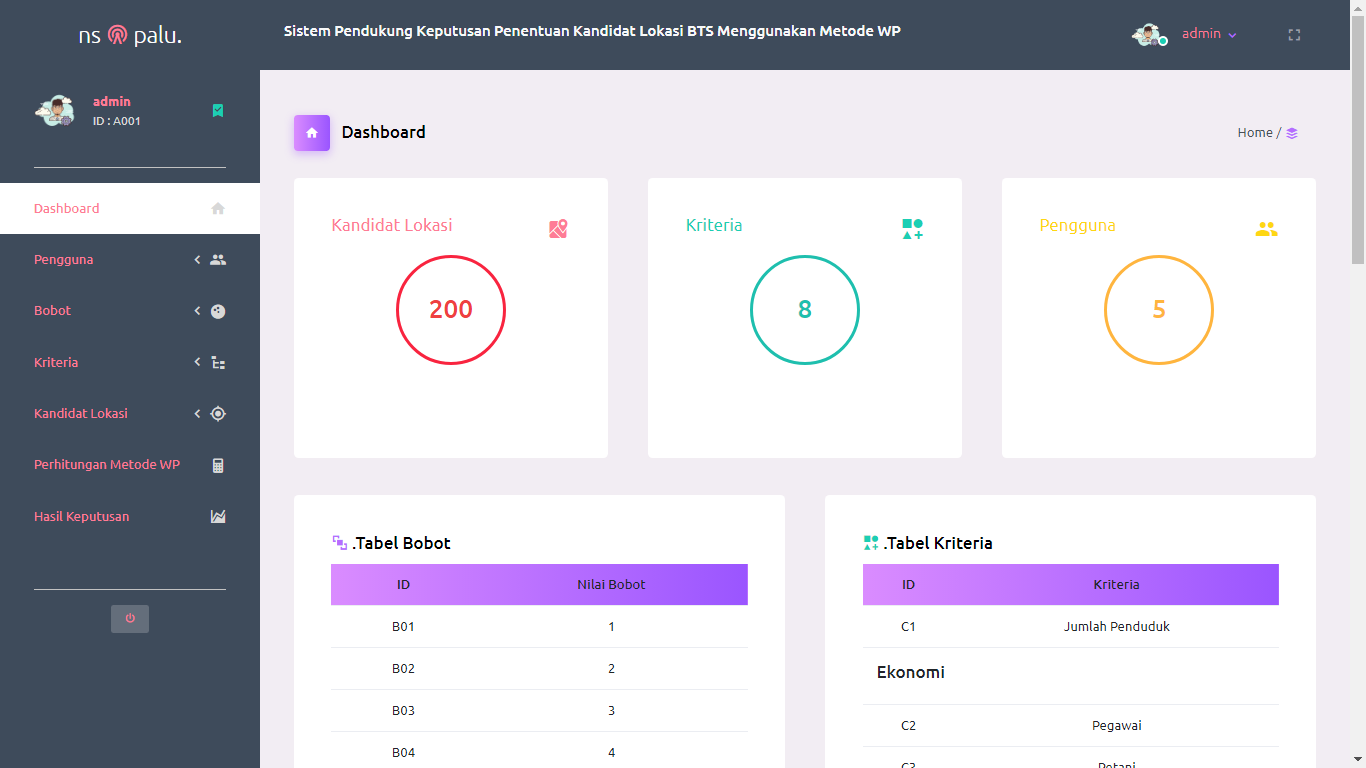 ns palu.
Sistem Pendukung Keputusan Penentuan Kandidat Lokasi BTS Menggunakan Metode WP
admin
admin
ID : A001
Dashboard
Pengguna
Bobot
Kriteria
Kandidat Lokasi
Perhitungan Metode WP
Hasil Keputusan
Dashboard
Home /
Kandidat Lokasi
200
Kriteria
8
Pengguna
5
.Tabel Bobot
ID Nilai Bobot
B01 1
B02 2
B03 3
B04 4
.Tabel Kriteria
ID Kriteria
C1 Jumlah Penduduk
Ekonomi
C2 Pegawai
C3 Petani